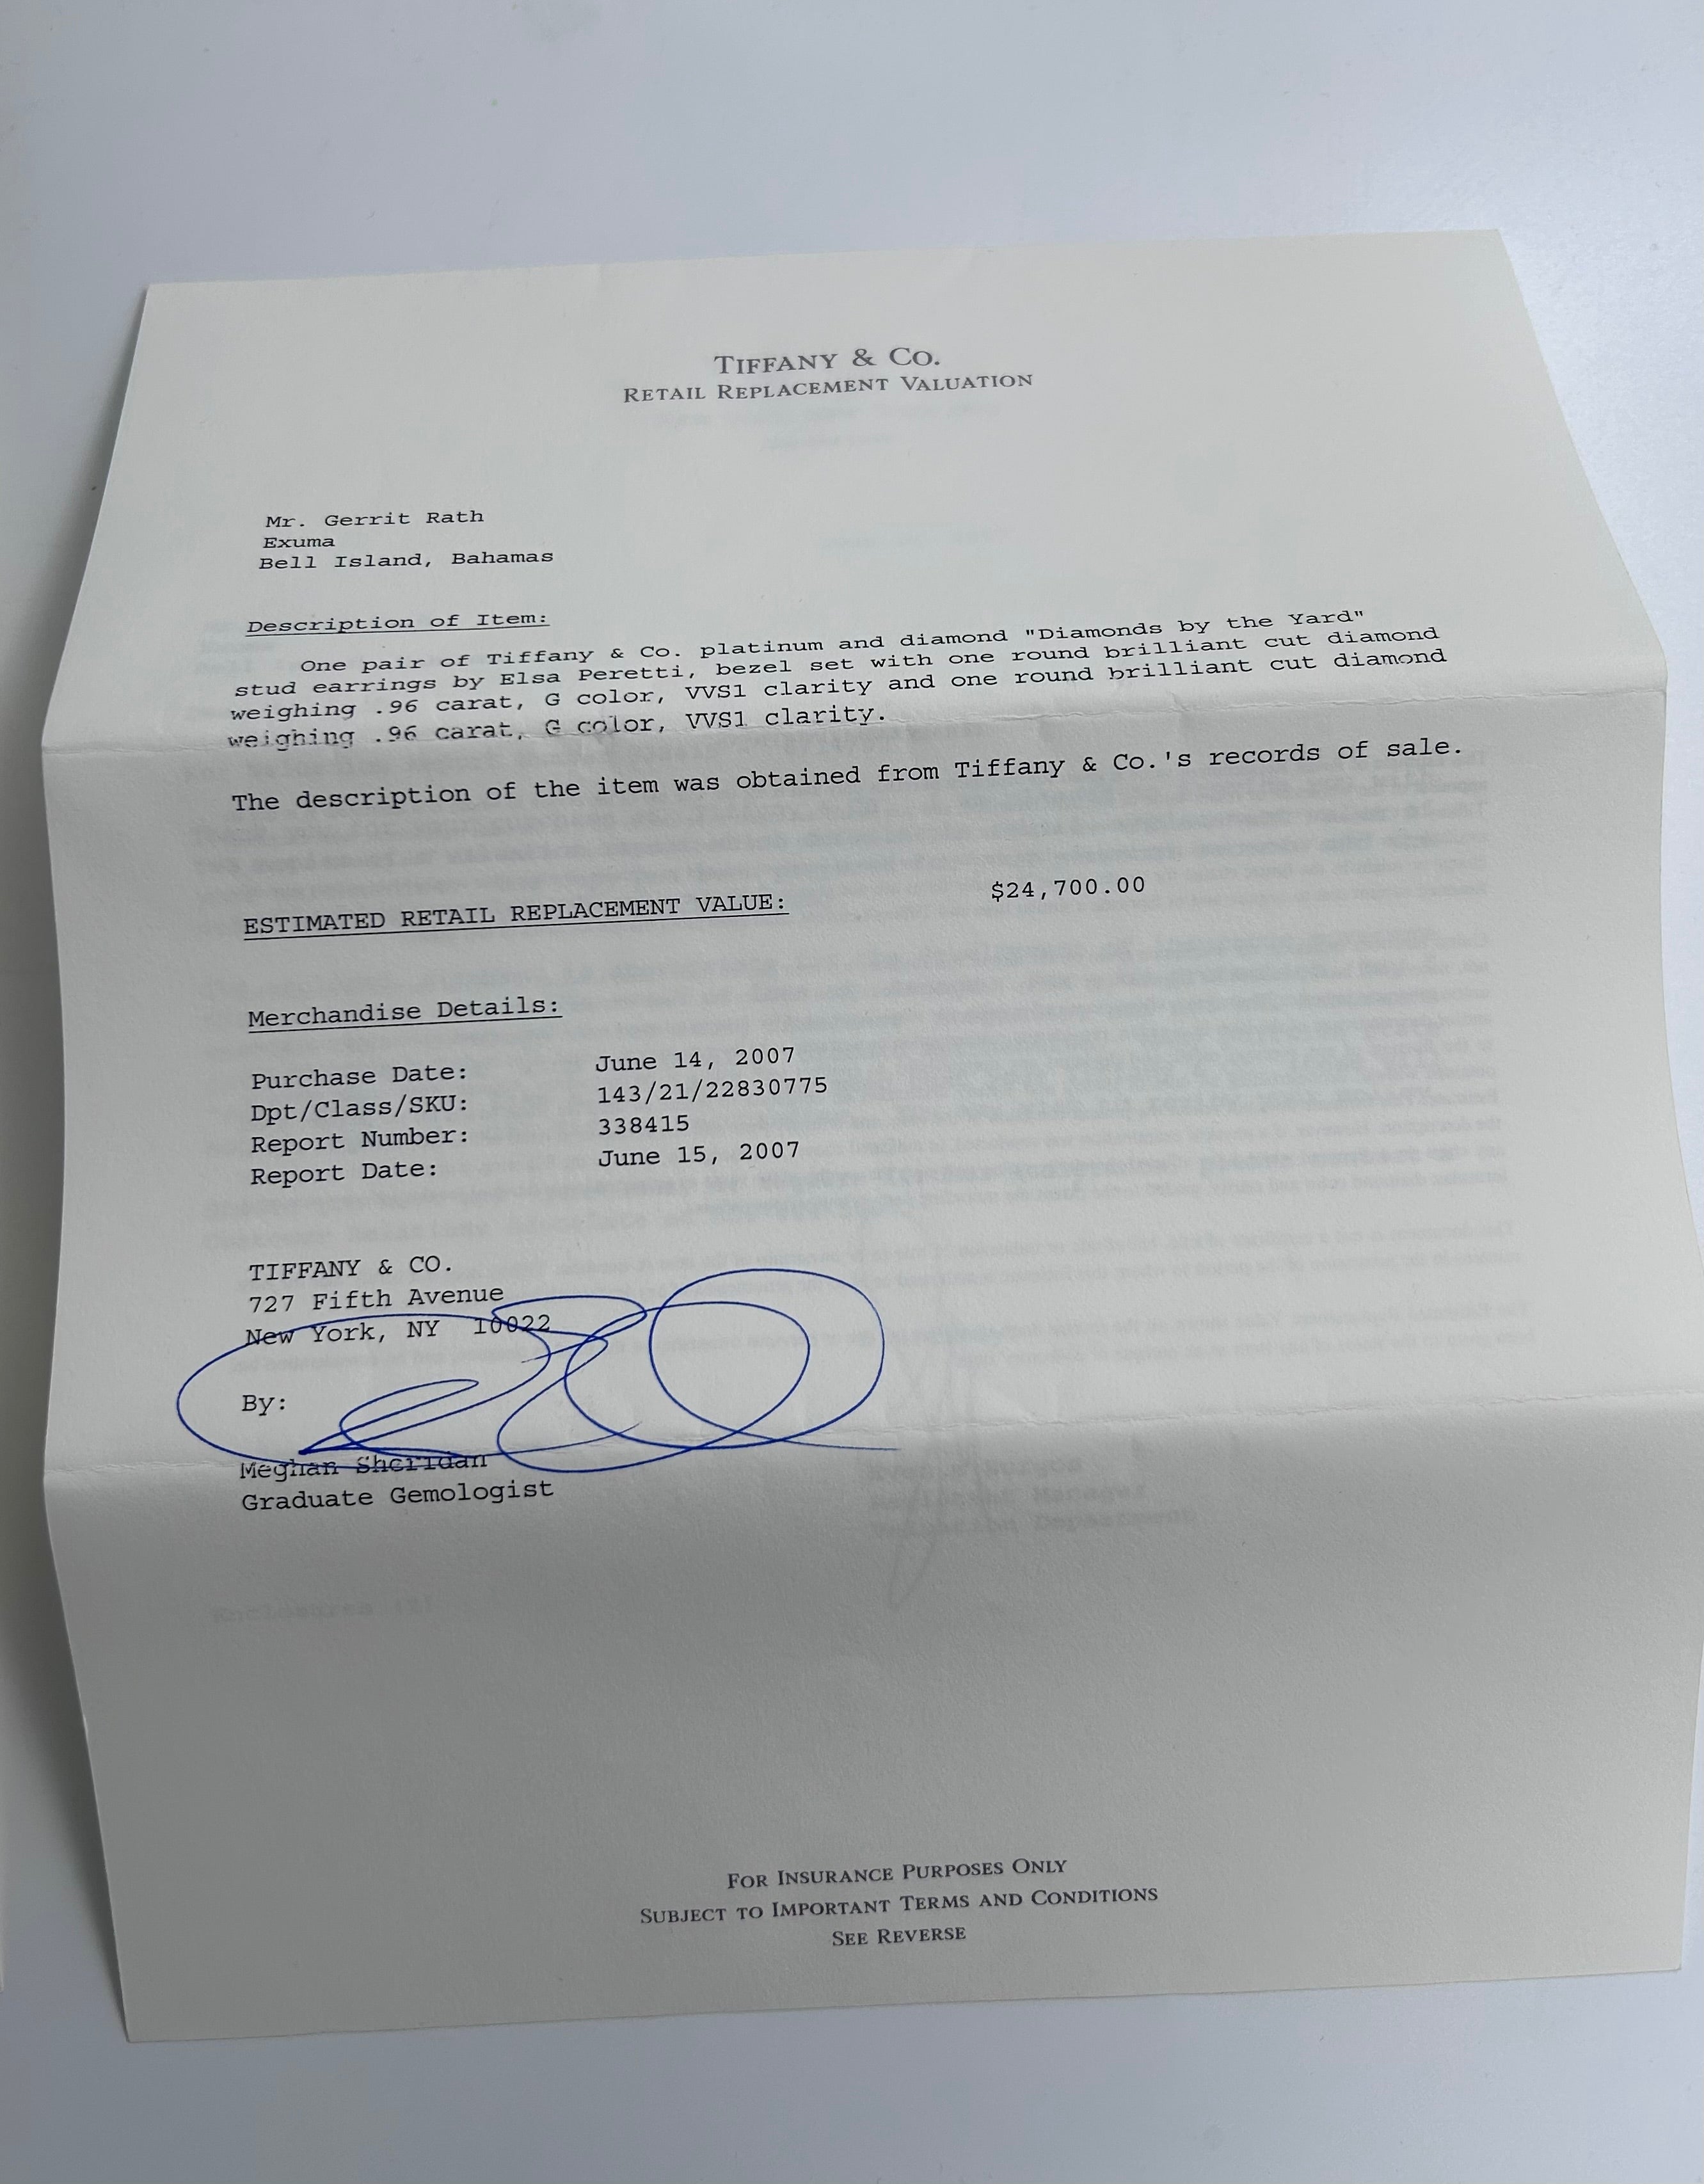 TIFFANY & CO.
RETAIL REPLACEMENT VALUATION
Mr. Gerrit Rath
Exuma
Bell Island, Bahamas
Description of Item:
One pair of Tiffany & Co. platinum and diamond "Diamonds by the Yard"
stud earrings by Elsa Peretti, bezel set with one round brilliant cut diamond
weighing .96 carat, G color, VVS1 clarity and one round brilliant cut diamond
weighing .96 carat, G color, VVS1 clarity.
The description of the item was obtained from Tiffany & Co.'s records of sale.
ESTIMATED RETAIL REPLACEMENT VALUE: $24,700.00
Merchandise Details:
Purchase Date: June 14, 2007
Dpt/Class/SKU: 143/21/22830775
Report Number: 338415
Report Date: June 15, 2007
TIFFANY & CO.
727 Fifth Avenue
New York, NY 10022
By:
Meghan Sheridan
Graduate Gemologist
FOR INSURANCE PURPOSES ONLY
SUBJECT TO IMPORTANT TERMS AND CONDITIONS
SEE REVERSE